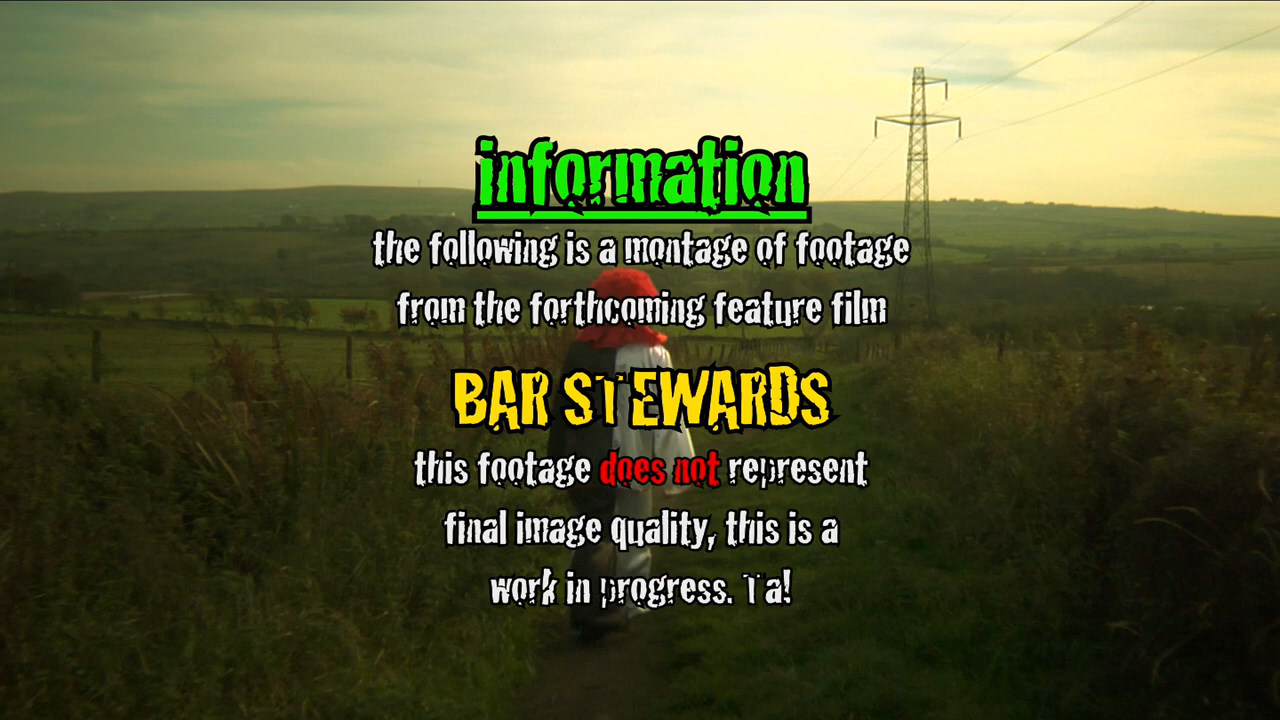 information
the following is a montage of footage
from the forthcoming feature film
BAR STEWARDS
this footage does not represent
final image quality, this is a
work in progress. Ta!